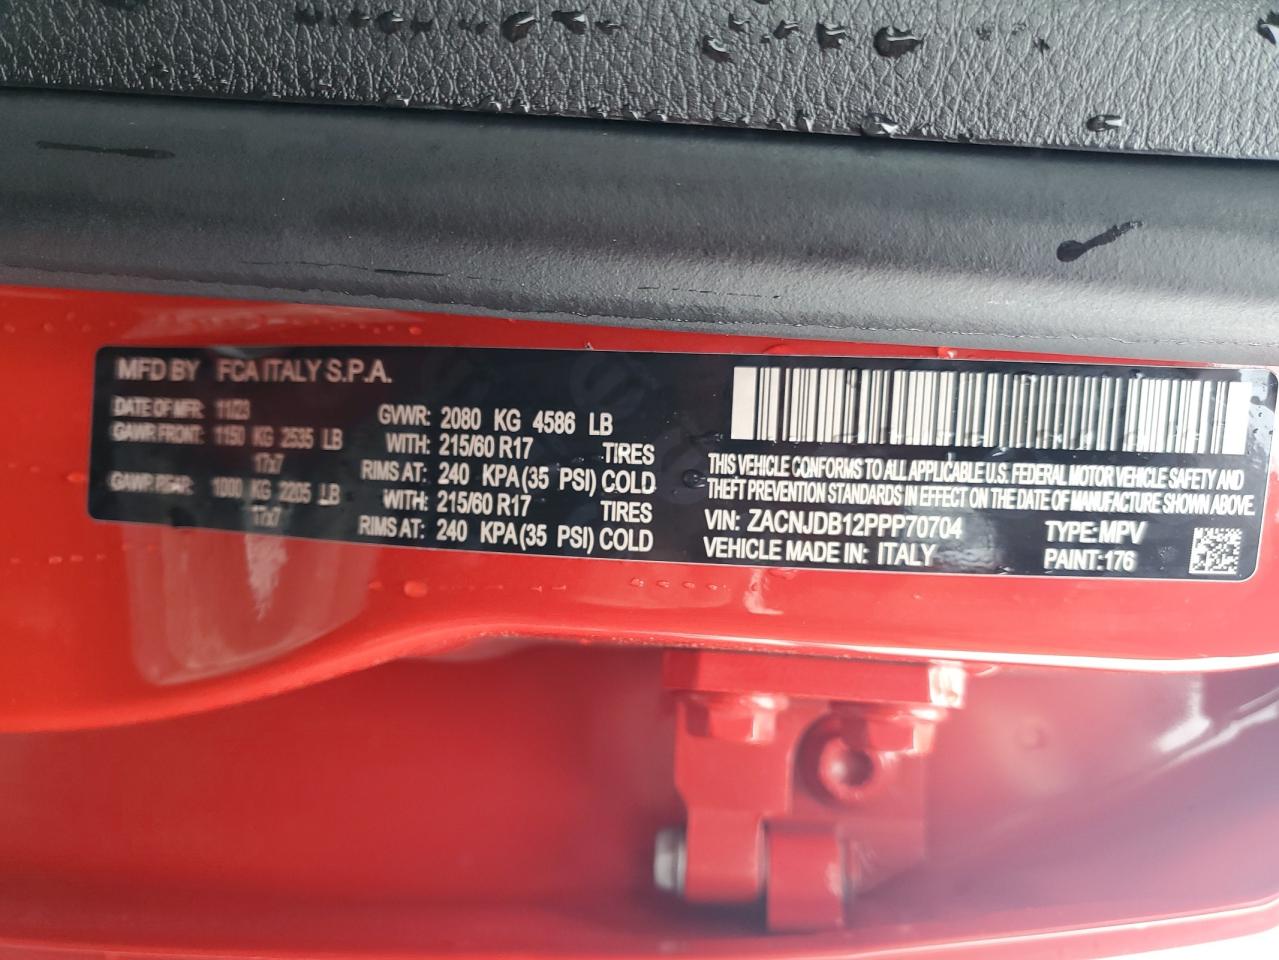 MFD BY FCA ITALY S.P.A.
DATE OF MFR: 11/23 GVWR: 2080 KG 4586 LB
GAWR FRONT: 1150 KG 2535 LB WITH: 215/60 R17 TIRES
17x7 RIMS AT: 240 KPA (35 PSI) COLD
GAWR REAR: 1000 KG 2205 LB WITH: 215/60 R17 TIRES
17x7 RIMS AT: 240 KPA (35 PSI) COLD
THIS VEHICLE CONFORMS TO ALL APPLICABLE U.S. FEDERAL MOTOR VEHICLE SAFETY AND
THEFT PREVENTION STANDARDS IN EFFECT ON THE DATE OF MANUFACTURE SHOWN ABOVE.
VIN: ZACNJDB12PPP70704 TYPE: MPV
VEHICLE MADE IN: ITALY PAINT: 176